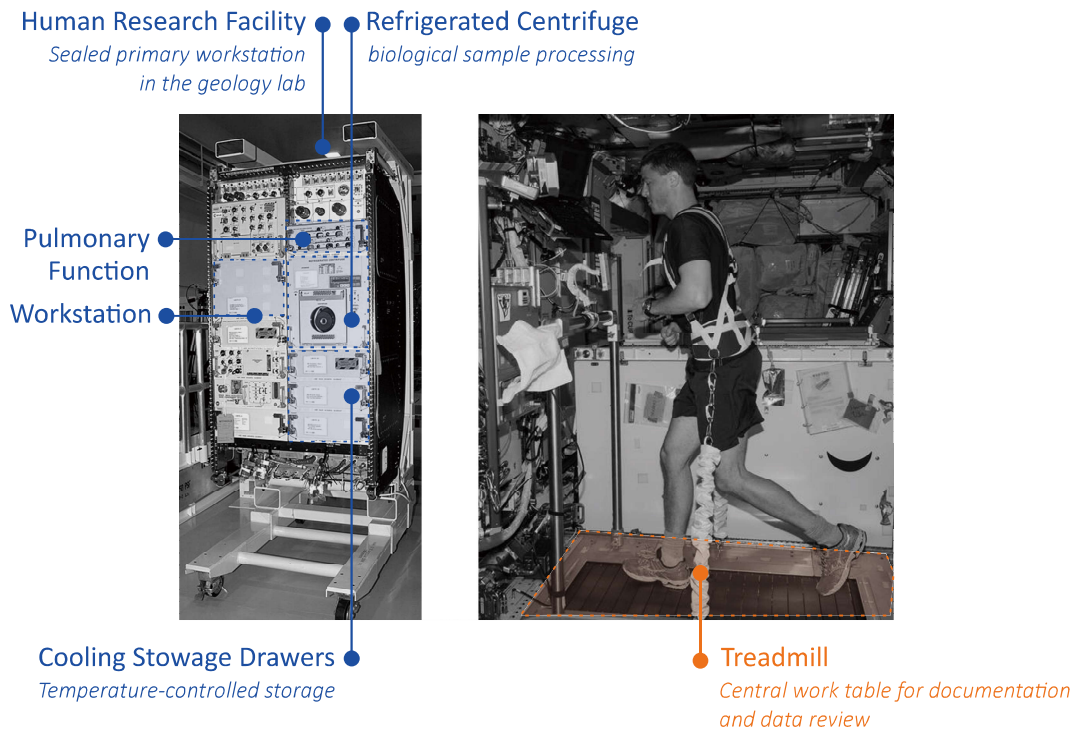 Human Research Facility
Sealed primary workstation
in the geology lab
Refrigerated Centrifuge
biological sample processing
Pulmonary
Function
Workstation
Cooling Stowage Drawers
Temperature-controlled storage
Treadmill
Central work table for documentation
and data review